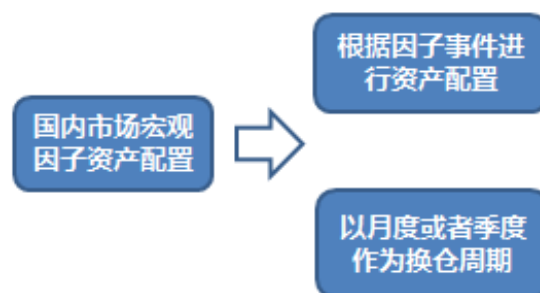 国内市场宏观
因子资产配置
根据因子事件进
行资产配置
以月度或者季度
作为换仓周期